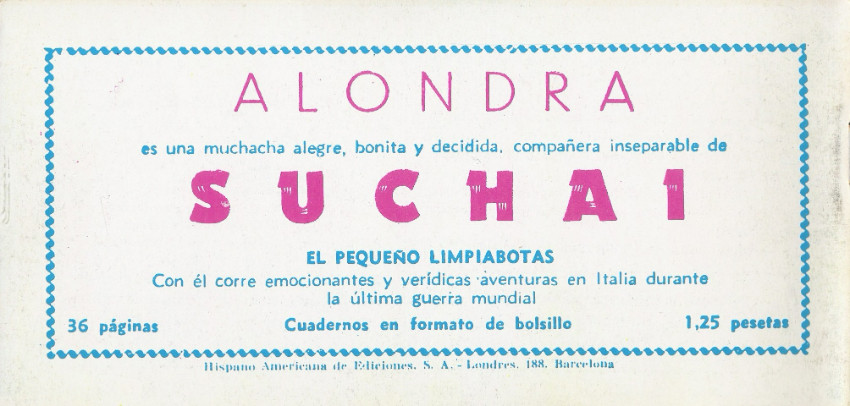 ALONDRA
es una muchacha alegre, bonita y decidida, compañera inseparable de
SUCHAI
EL PEQUEÑO LIMPIABOTAS
Con él corre emocionantes y verídicas aventuras en Italia durante
la última guerra mundial
36 páginas Cuadernos en formato de bolsillo 1,25 pesetas
Hispano Americana de Ediciones. S. A. - Londres, 188. Barcelona